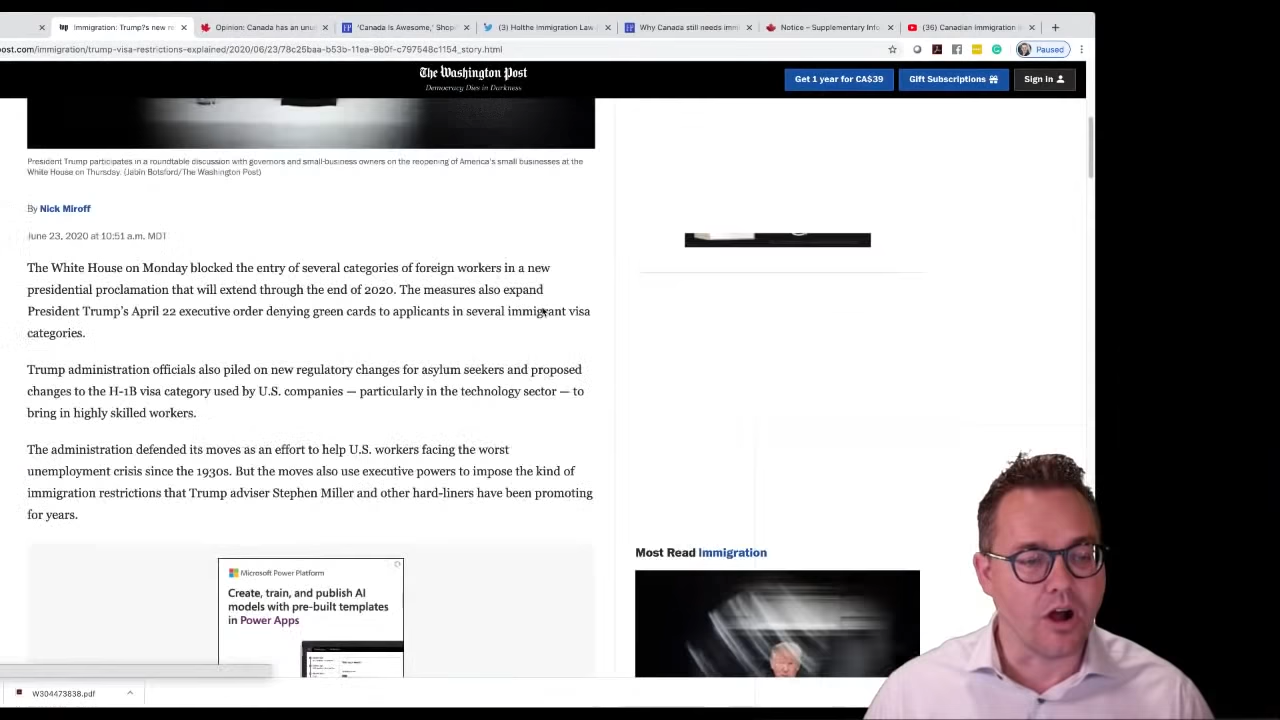 Immigration: Trump?s new r
Opinion: Canada has an unus
'Canada Is Awesome,' Shop
(3) Holthe Immigration Law
Why Canada still needs immi
Notice – Supplementary Info
(36) Canadian Immigration
post.com/immigration/trump-visa-restrictions-explained/2020/06/23/78c25baa-b53b-11ea-9b0f-c797548c1154_story.html
Paused
The Washington Post
Democracy Dies in Darkness
Get 1 year for CA$39
Gift Subscriptions
Sign In
President Trump participates in a roundtable discussion with governors and small-business owners on the reopening of America's small businesses at the
White House on Thursday. (Jabin Botsford/The Washington Post)
By Nick Miroff
June 23, 2020 at 10:51 a.m. MDT
The White House on Monday blocked the entry of several categories of foreign workers in a new
presidential proclamation that will extend through the end of 2020. The measures also expand
President Trump's April 22 executive order denying green cards to applicants in several immigrant visa
categories.
Trump administration officials also piled on new regulatory changes for asylum seekers and proposed
changes to the H-1B visa category used by U.S. companies — particularly in the technology sector — to
bring in highly skilled workers.
The administration defended its moves as an effort to help U.S. workers facing the worst
unemployment crisis since the 1930s. But the moves also use executive powers to impose the kind of
immigration restrictions that Trump adviser Stephen Miller and other hard-liners have been promoting
for years.
Most Read Immigration
Microsoft Power Platform
Create, train, and publish AI
models with pre-built templates
in Power Apps
W304473838.pdf